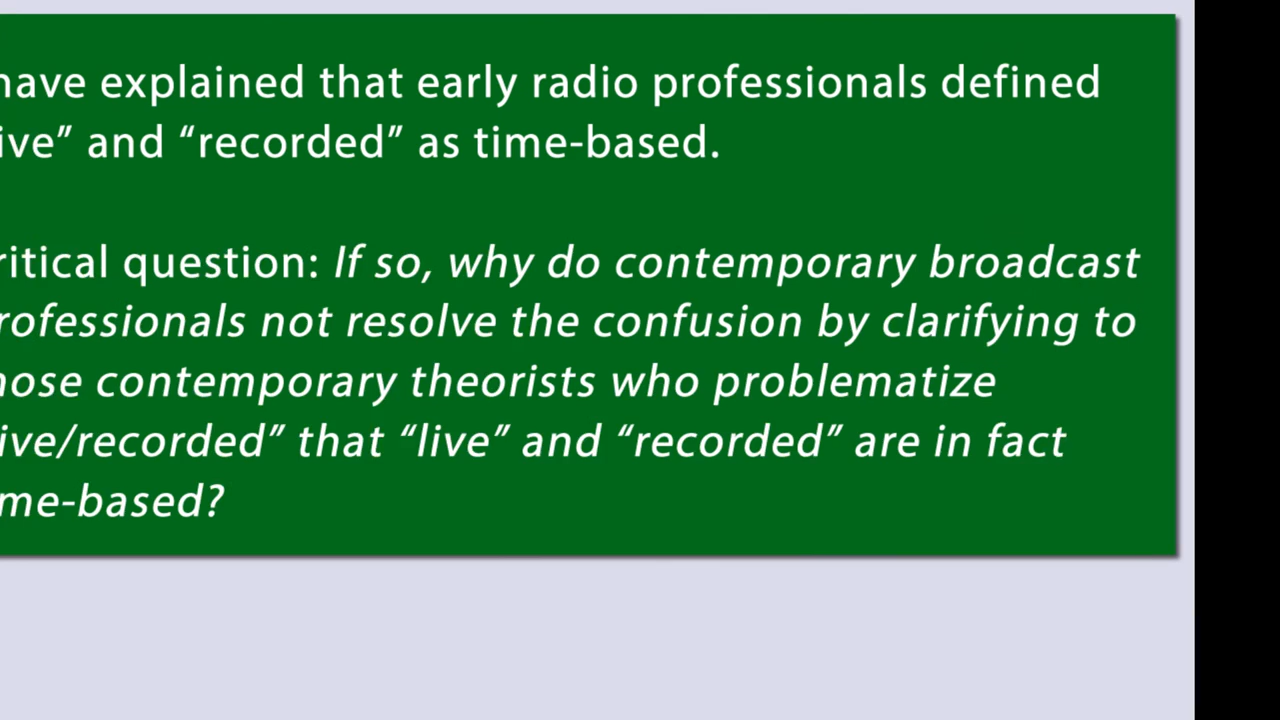 have explained that early radio professionals defined
ive” and “recorded” as time-based.
ritical question: If so, why do contemporary broadcast
rofessionals not resolve the confusion by clarifying to
hose contemporary theorists who problematize
ive/recorded” that “live” and “recorded” are in fact
me-based?